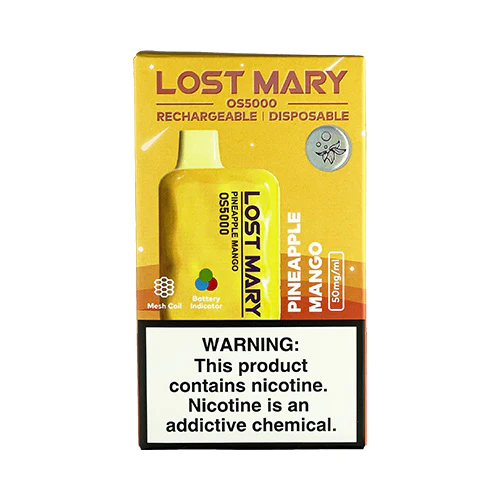 LOST MARY
OS5000
RECHARGEABLE | DISPOSABLE
LOST MARY
PINEAPPLE MANGO
OS5000
PINEAPPLE
MANGO
50mg/ml
Mesh Coil
Battery
Indicator
WARNING:
This product
contains nicotine.
Nicotine is an
addictive chemical.